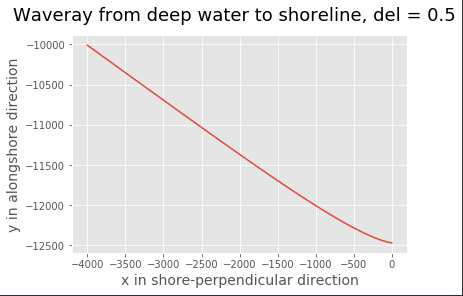 Waveray from deep water to shoreline, del = 0.5
y in alongshore direction
−10000
−10500
−11000
−11500
−12000
−12500
−4000 −3500 −3000 −2500 −2000 −1500 −1000 −500 0
x in shore-perpendicular direction